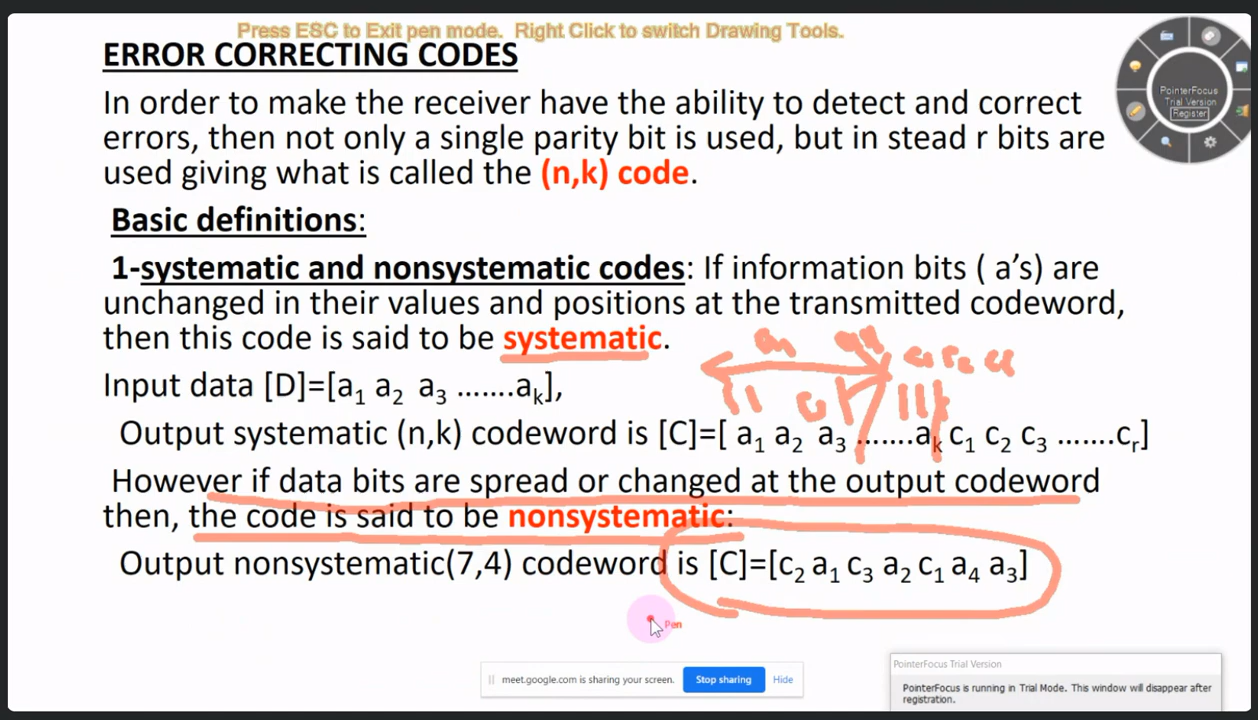 Press ESC to Exit pen mode. Right Click to switch Drawing Tools.
ERROR CORRECTING CODES
In order to make the receiver have the ability to detect and correct
errors, then not only a single parity bit is used, but in stead r bits are
used giving what is called the (n,k) code.
Basic definitions:
1-systematic and nonsystematic codes: If information bits ( a’s) are
unchanged in their values and positions at the transmitted codeword,
then this code is said to be systematic.
Input data [D]=[a1 a2 a3 …….ak],
Output systematic (n,k) codeword is [C]=[ a1 a2 a3 …….ak c1 c2 c3 …….cr]
However if data bits are spread or changed at the output codeword
then, the code is said to be nonsystematic:
Output nonsystematic(7,4) codeword is [C]=[c2 a1 c3 a2 c1 a4 a3]
Pen
PointerFocus
Trial Version
Register
meet.google.com is sharing your screen. Stop sharing Hide
PointerFocus Trial Version
PointerFocus is running in Trial Mode. This window will disappear after
registration.